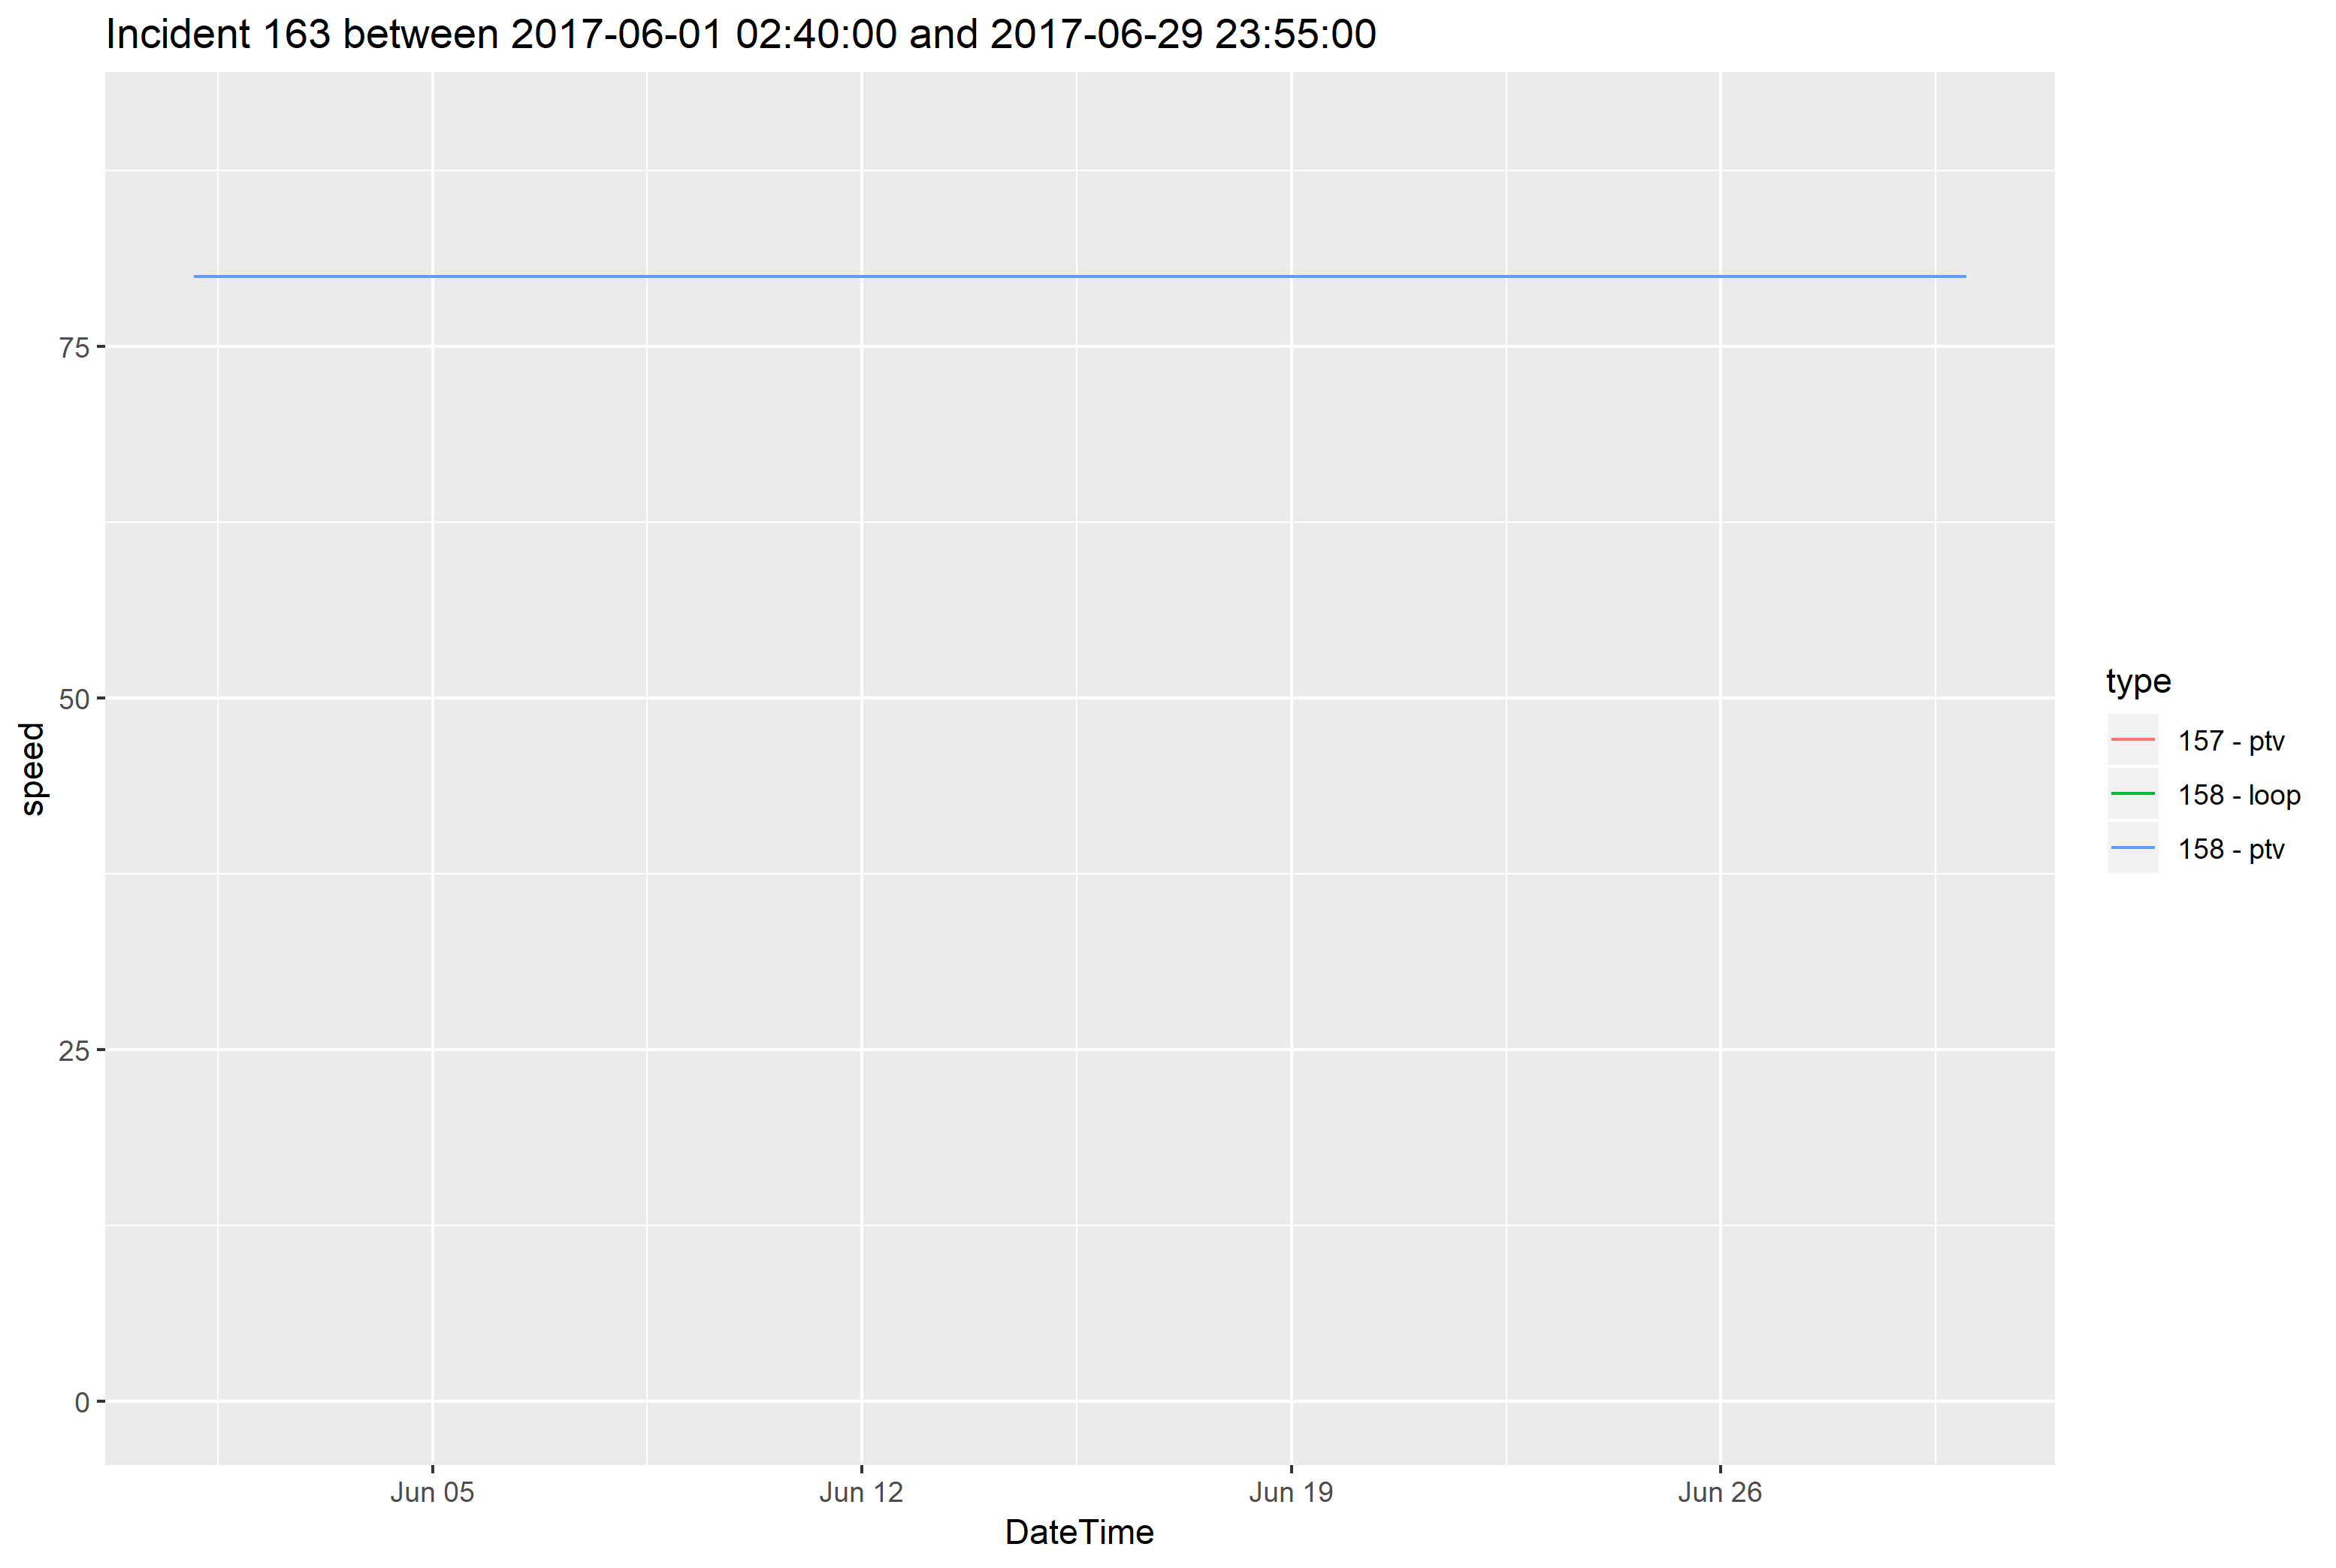 Incident 163 between 2017-06-01 02:40:00 and 2017-06-29 23:55:00
75
50
25
0
speed
Jun 05
Jun 12
Jun 19
Jun 26
DateTime
type
157 - ptv
158 - loop
158 - ptv